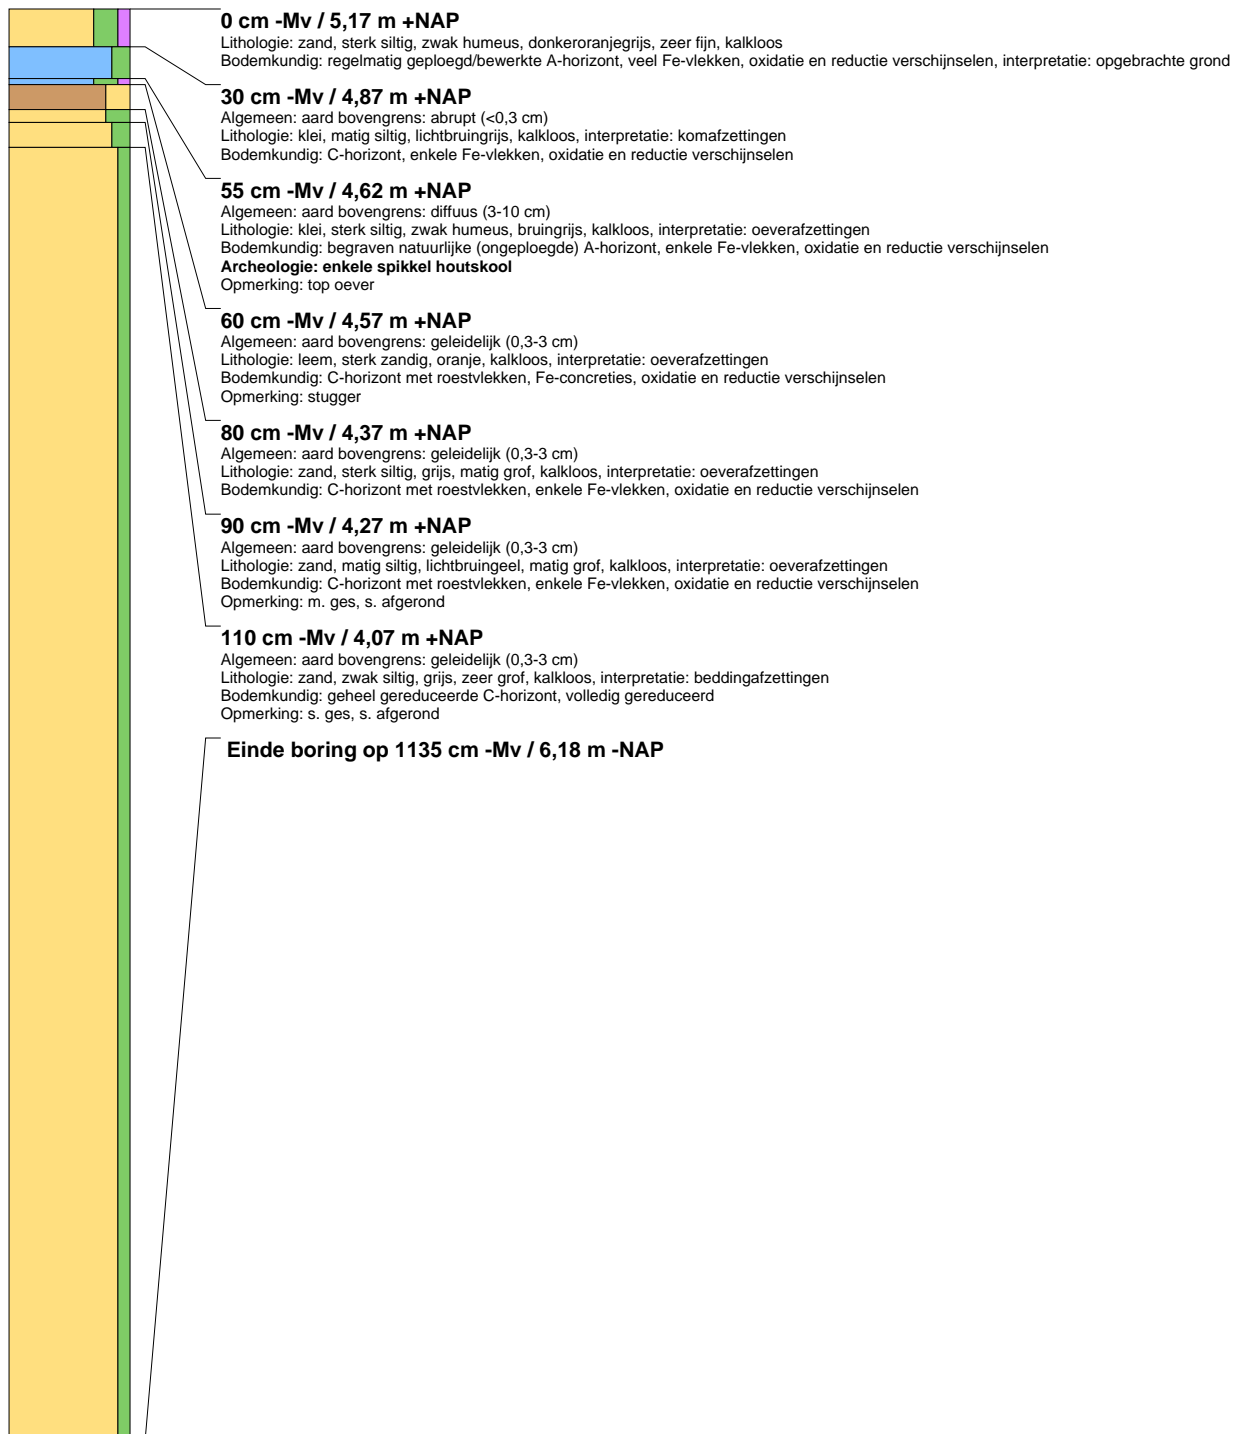 0 cm -Mv / 5,17 m +NAP
Lithologie: zand, sterk siltig, zwak humeus, donkeroranjegrijs, zeer fijn, kalkloos
Bodemkundig: regelmatig geploegd/bewerkte A-horizont, veel Fe-vlekken, oxidatie en reductie verschijnselen, interpretatie: opgebrachte grond
30 cm -Mv / 4,87 m +NAP
Algemeen: aard bovengrens: abrupt (<0,3 cm)
Lithologie: klei, matig siltig, lichtbruingrijs, kalkloos, interpretatie: komafzettingen
Bodemkundig: C-horizont, enkele Fe-vlekken, oxidatie en reductie verschijnselen
55 cm -Mv / 4,62 m +NAP
Algemeen: aard bovengrens: diffuus (3-10 cm)
Lithologie: klei, sterk siltig, zwak humeus, bruingrijs, kalkloos, interpretatie: oeverafzettingen
Bodemkundig: begraven natuurlijke (ongeploegde) A-horizont, enkele Fe-vlekken, oxidatie en reductie verschijnselen
Archeologie: enkele spikkel houtskool
Opmerking: top oever
60 cm -Mv / 4,57 m +NAP
Algemeen: aard bovengrens: geleidelijk (0,3-3 cm)
Lithologie: leem, sterk zandig, oranje, kalkloos, interpretatie: oeverafzettingen
Bodemkundig: C-horizont met roestvlekken, Fe-concreties, oxidatie en reductie verschijnselen
Opmerking: stugger
80 cm -Mv / 4,37 m +NAP
Algemeen: aard bovengrens: geleidelijk (0,3-3 cm)
Lithologie: zand, sterk siltig, grijs, matig grof, kalkloos, interpretatie: oeverafzettingen
Bodemkundig: C-horizont met roestvlekken, enkele Fe-vlekken, oxidatie en reductie verschijnselen
90 cm -Mv / 4,27 m +NAP
Algemeen: aard bovengrens: geleidelijk (0,3-3 cm)
Lithologie: zand, matig siltig, lichtbruingeel, matig grof, kalkloos, interpretatie: oeverafzettingen
Bodemkundig: C-horizont met roestvlekken, enkele Fe-vlekken, oxidatie en reductie verschijnselen
Opmerking: m. ges, s. afgerond
110 cm -Mv / 4,07 m +NAP
Algemeen: aard bovengrens: geleidelijk (0,3-3 cm)
Lithologie: zand, zwak siltig, grijs, zeer grof, kalkloos, interpretatie: beddingafzettingen
Bodemkundig: geheel gereduceerde C-horizont, volledig gereduceerd
Opmerking: s. ges, s. afgerond
Einde boring op 1135 cm -Mv / 6,18 m -NAP